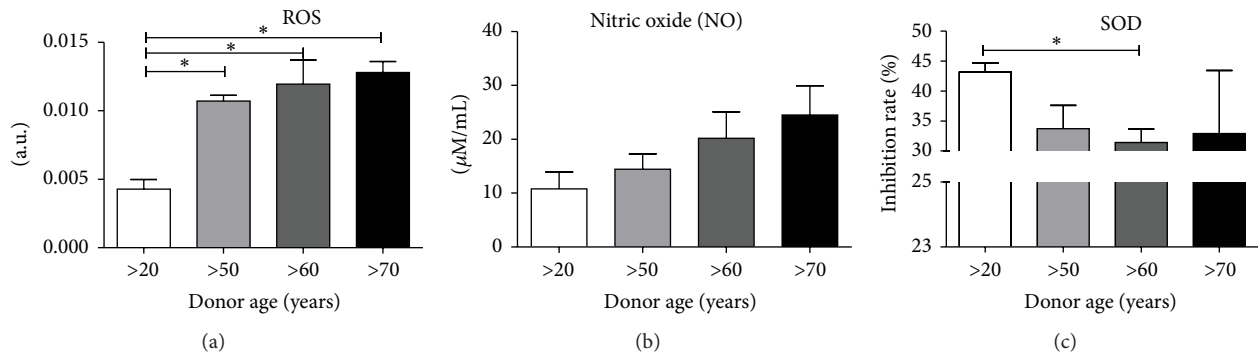 ROS
*
*
*
0.015
0.010
0.005
0.000
(a.u.)
>20 >50 >60 >70
Donor age (years)
(a)
Nitric oxide (NO)
40
30
20
10
0
(μM/mL)
>20 >50 >60 >70
Donor age (years)
(b)
SOD
*
50
45
40
35
30
25
23
Inhibition rate (%)
>20 >50 >60 >70
Donor age (years)
(c)